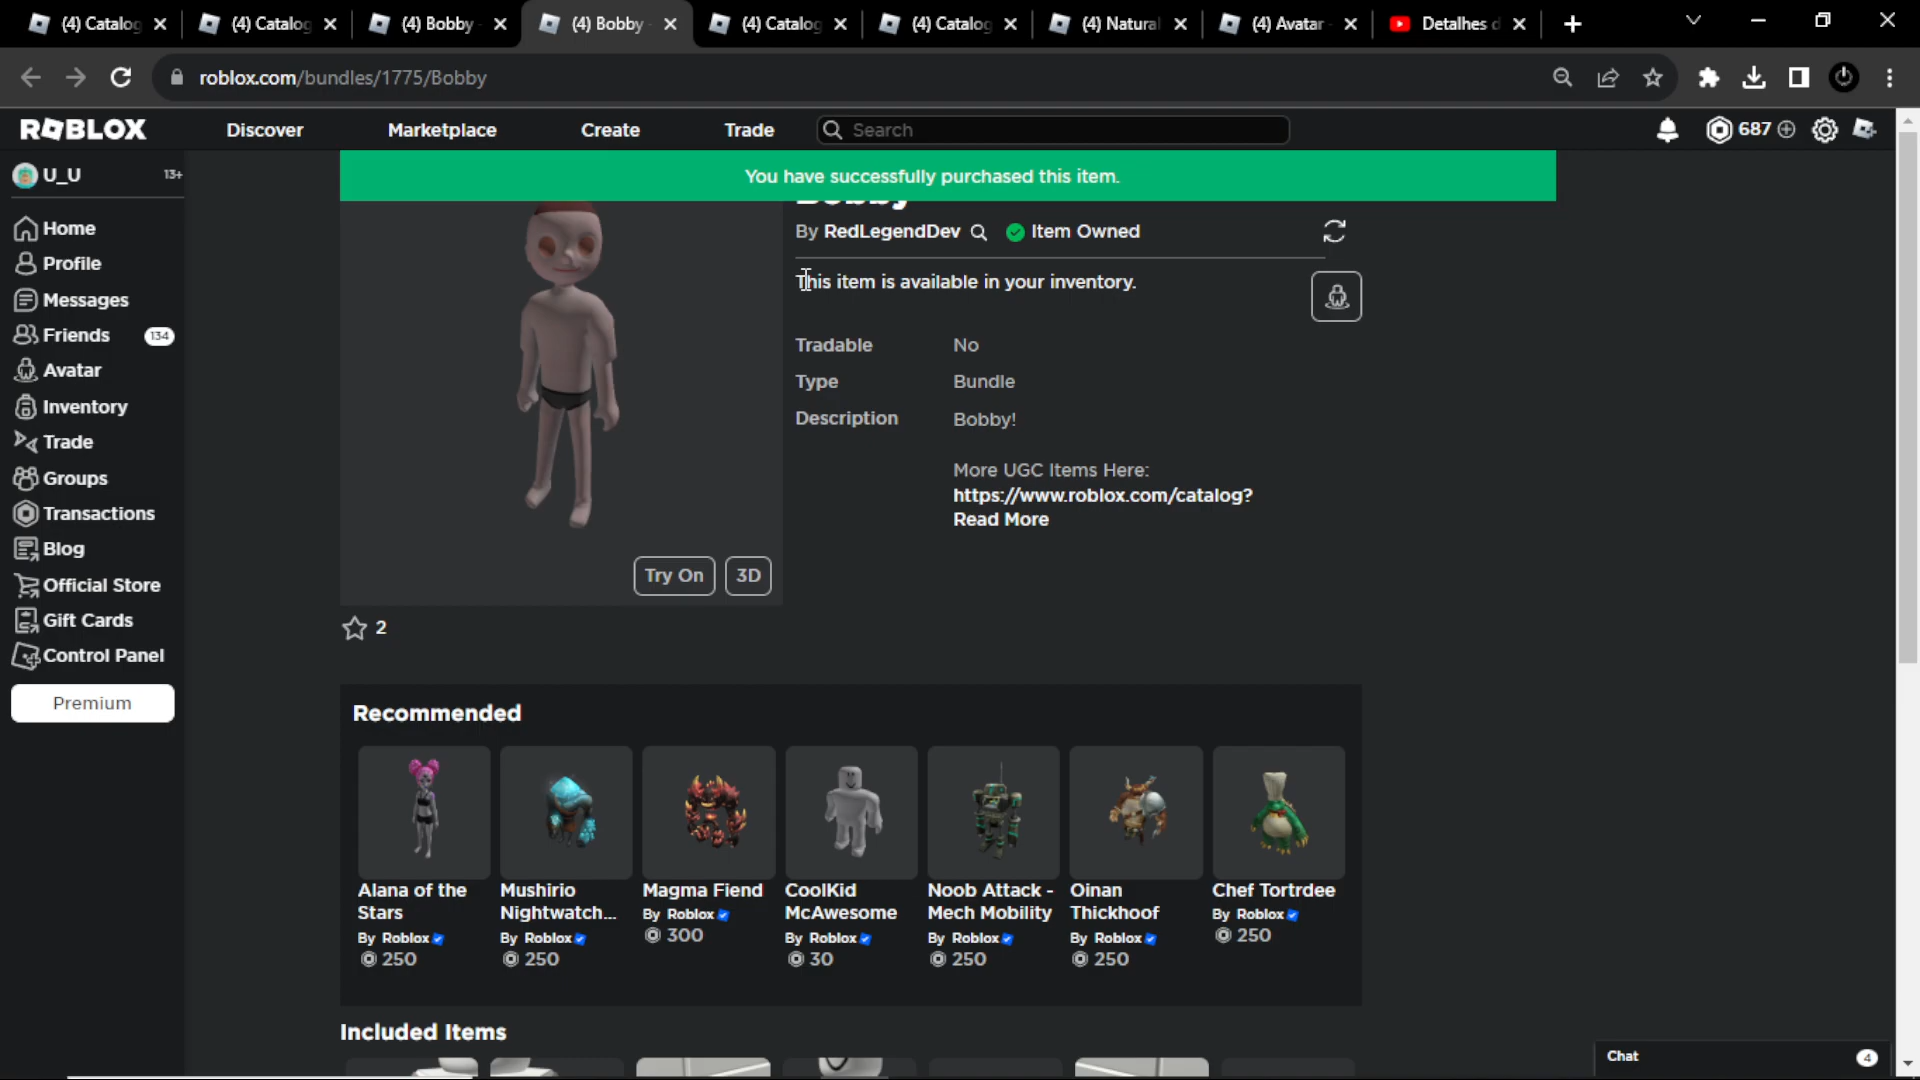 (4) Catalog
(4) Catalog
(4) Bobby -
(4) Bobby -
(4) Catalog
(4) Catalog
(4) Natural
(4) Avatar -
Detalhes d
roblox.com/bundles/1775/Bobby
ROBLOX
Discover
Marketplace
Create
Trade
Search
687
U_U
13+
Home
Profile
Messages
Friends
134
Avatar
Inventory
Trade
Groups
Transactions
Blog
Official Store
Gift Cards
Control Panel
Premium
You have successfully purchased this item.
Bobby
By RedLegendDev
Item Owned
This item is available in your inventory.
Tradable No
Type Bundle
Description Bobby!
More UGC Items Here:
https://www.roblox.com/catalog?
Read More
Try On
3D
2
Recommended
Alana of the
Stars
By Roblox
250
Mushirio
Nightwatch...
By Roblox
250
Magma Fiend
By Roblox
300
CoolKid
McAwesome
By Roblox
30
Noob Attack -
Mech Mobility
By Roblox
250
Oinan
Thickhoof
By Roblox
250
Chef Tortrdee
By Roblox
250
Included Items
Chat
4